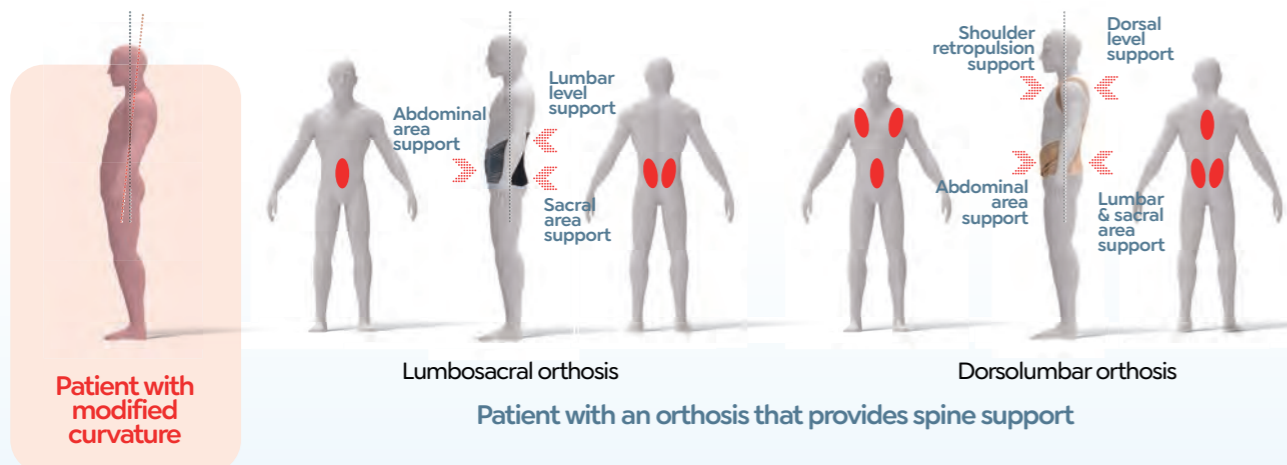 Patient with
modified
curvature
Abdominal
area
support
Lumbar
level
support
Sacral
area
support
Lumbosacral orthosis
Shoulder
retropulsion
support
Dorsal
level
support
Abdominal
area
support
Lumbar
& sacral
area
support
Dorsolumbar orthosis
Patient with an orthosis that provides spine support